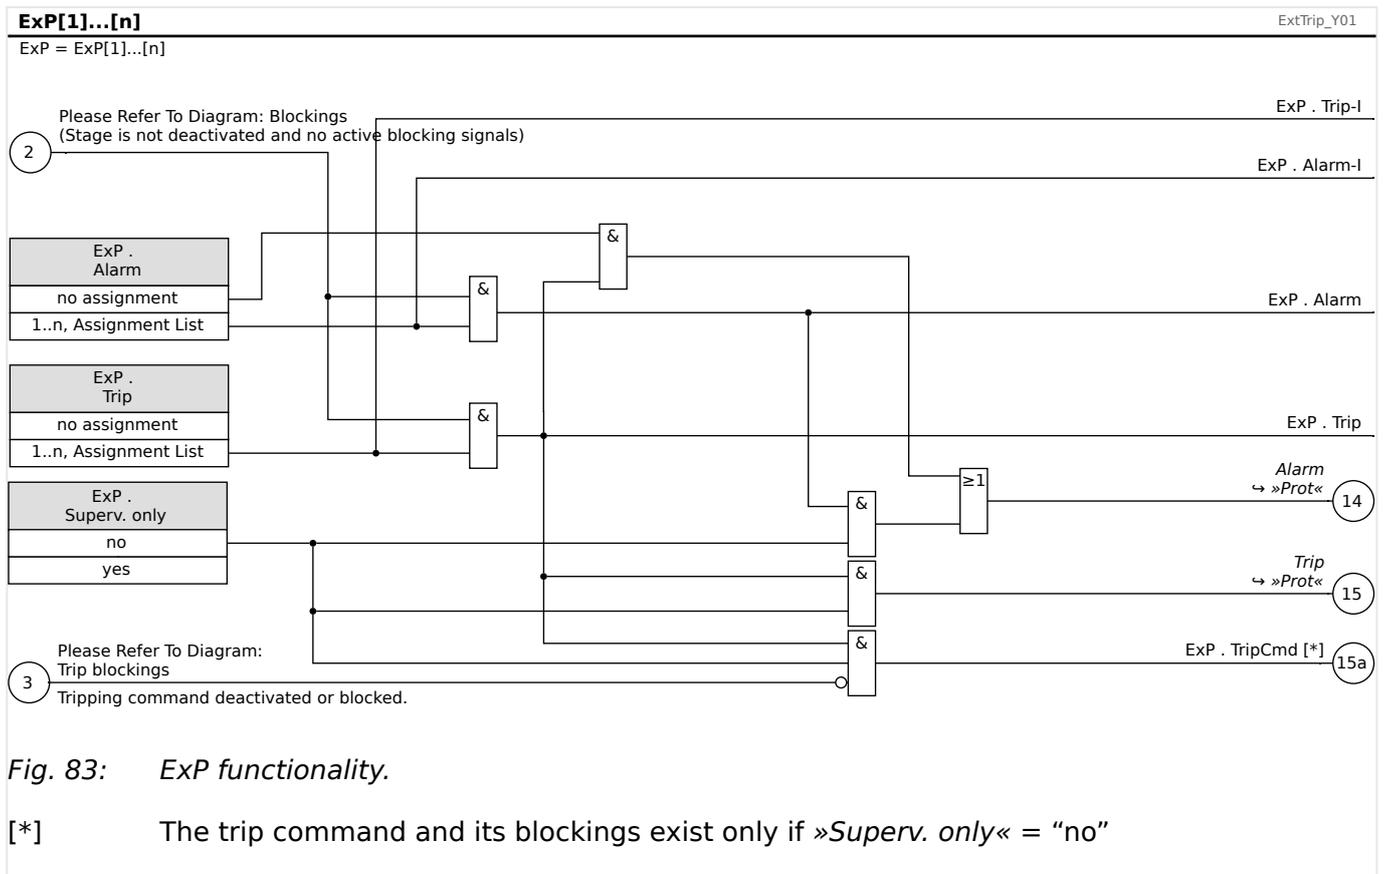 ExP[1]...[n]
ExtTrip_Y01
ExP = ExP[1]...[n]
ExP . Trip-I
Please Refer To Diagram: Blockings
(Stage is not deactivated and no active blocking signals)
2
ExP . Alarm-I
&
ExP .
Alarm
no assignment
1..n, Assignment List
&
ExP . Alarm
ExP .
Trip
no assignment
1..n, Assignment List
&
ExP . Trip
ExP .
Superv. only
no
yes
≥1
Alarm
↪ »Prot«
14
&
&
Trip
↪ »Prot«
15
&
ExP . TripCmd [*]
15a
Please Refer To Diagram:
Trip blockings
3
Tripping command deactivated or blocked.
Fig. 83: ExP functionality.
[*] The trip command and its blockings exist only if »Superv. only« = “no”